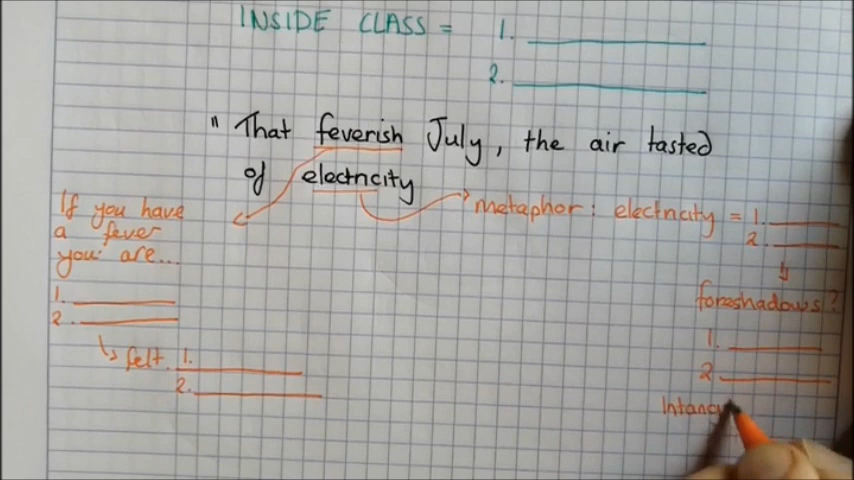 INSIDE CLASS = 1.
2.
" That feverish July, the air tasted
of electricity
If you have
a fever
you are...
1.
2.
felt 1.
2.
metaphor: electricity = 1.
2.
foreshadows?
1.
2